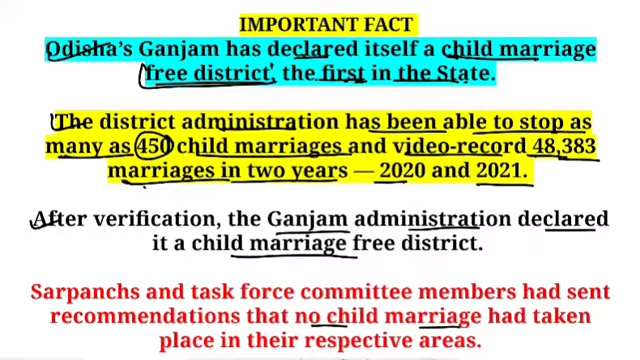 IMPORTANT FACT
Odisha's Ganjam has declared itself a child marriage
free district', the first in the State.
'The district administration has been able to stop as
many as 450 child marriages and video-record 48,383
marriages in two years — 2020 and 2021.
After verification, the Ganjam administration declared
it a child marriage free district.
Sarpanchs and task force committee members had sent
recommendations that no child marriage had taken
place in their respective areas.